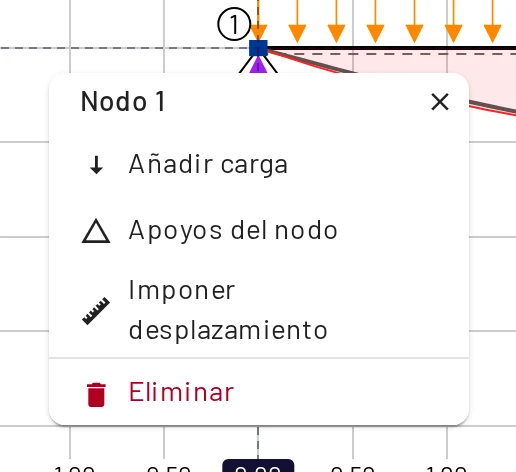 1
Nodo 1
Añadir carga
Apoyos del nodo
Imponer
desplazamiento
Eliminar